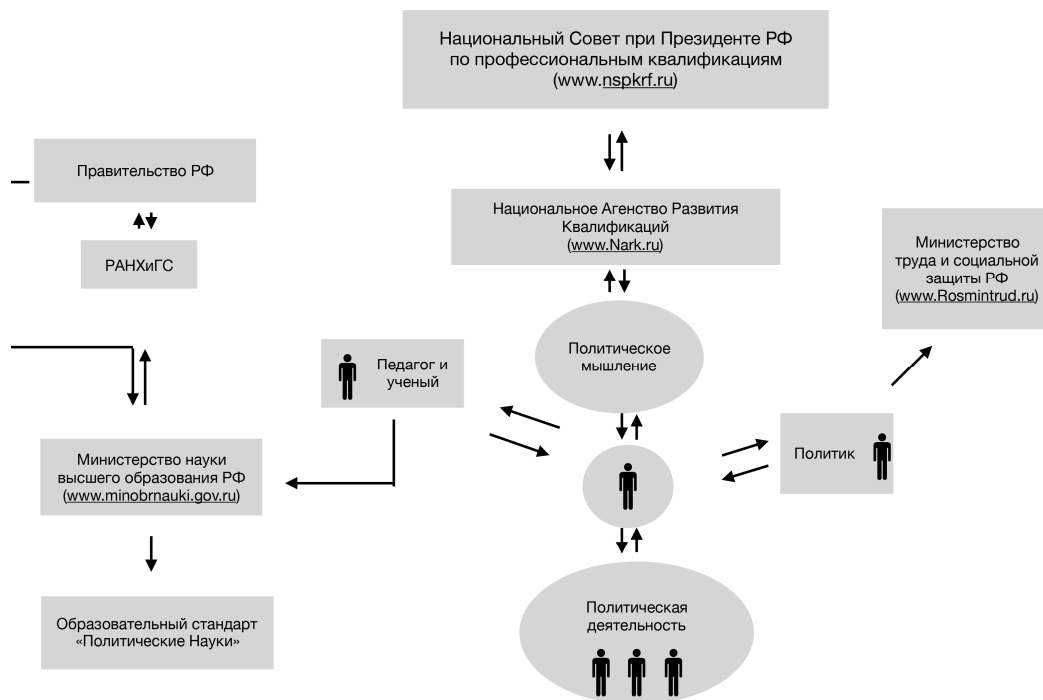 Национальный Совет при Президенте РФ
по профессиональным квалификациям
(www.nspkrf.ru)
Правительство РФ
РАНХиГС
Национальное Агенство Развития
Квалификаций
(www.Nark.ru)
Министерство
труда и социальной
защиты РФ
(www.Rosmintrud.ru)
Политическое
мышление
Педагог и
ученый
Политик
Министерство науки
высшего образования РФ
(www.minobrnauki.gov.ru)
Образовательный стандарт
«Политические Науки»
Политическая
деятельность